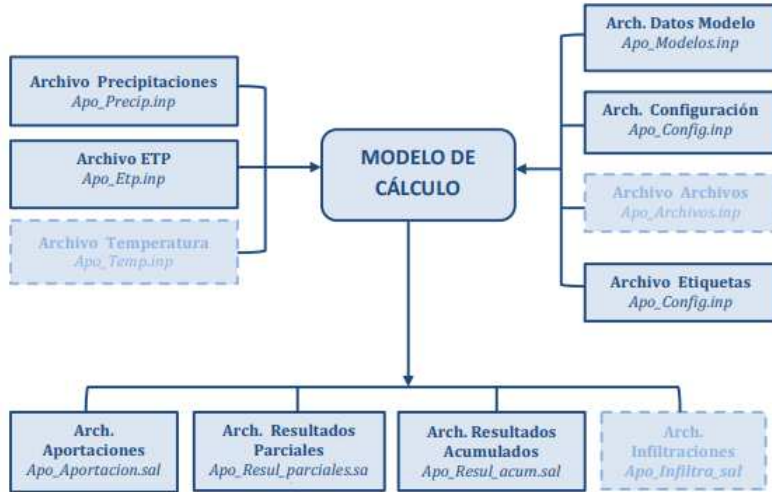 Arch. Datos Modelo
Apo_Modelos.inp
Archivo Precipitaciones
Apo_Precip.inp
Arch. Configuración
Apo_Config.inp
MODELO DE
CÁLCULO
Archivo ETP
Apo_Etp.inp
Archivo Archivos
Apo_Archivos.inp
Archivo Temperatura
Apo_Temp.inp
Archivo Etiquetas
Apo_Config.inp
Arch.
Aportaciones
Apo_Aportacion.sal
Arch. Resultados
Parciales
Apo_Resul_parciales.sa
Arch. Resultados
Acumulados
Apo_Resul_acum.sal
Arch.
Infiltraciones
Apo_Infiltra_sal